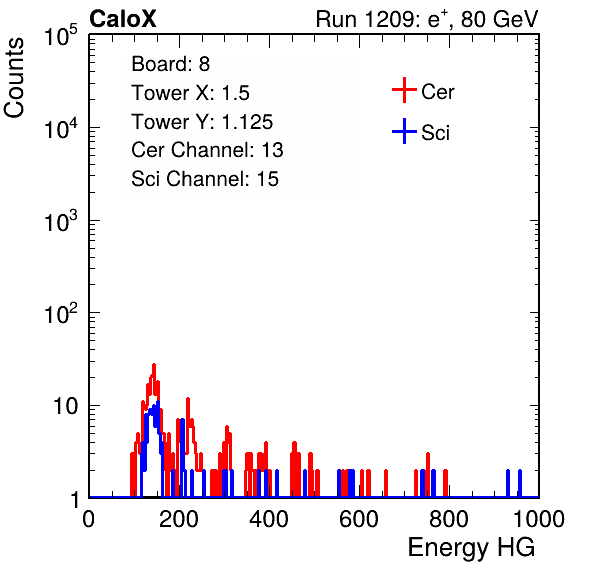 CaloX Run 1209: e⁺, 80 GeV
Counts
10⁵
10⁴
10³
10²
10
1
Board: 8
Tower X: 1.5
Tower Y: 1.125
Cer Channel: 13
Sci Channel: 15
Cer
Sci
0 200 400 600 800 1000
Energy HG